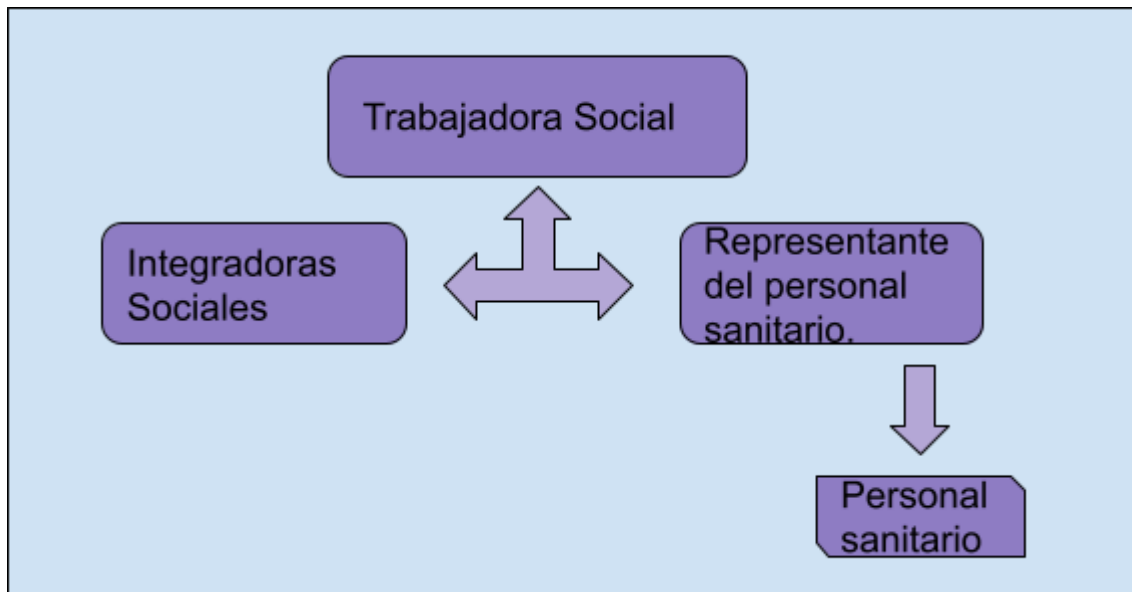 Trabajadora Social
Integradoras
Sociales
Representante
del personal
sanitario.
Personal
sanitario